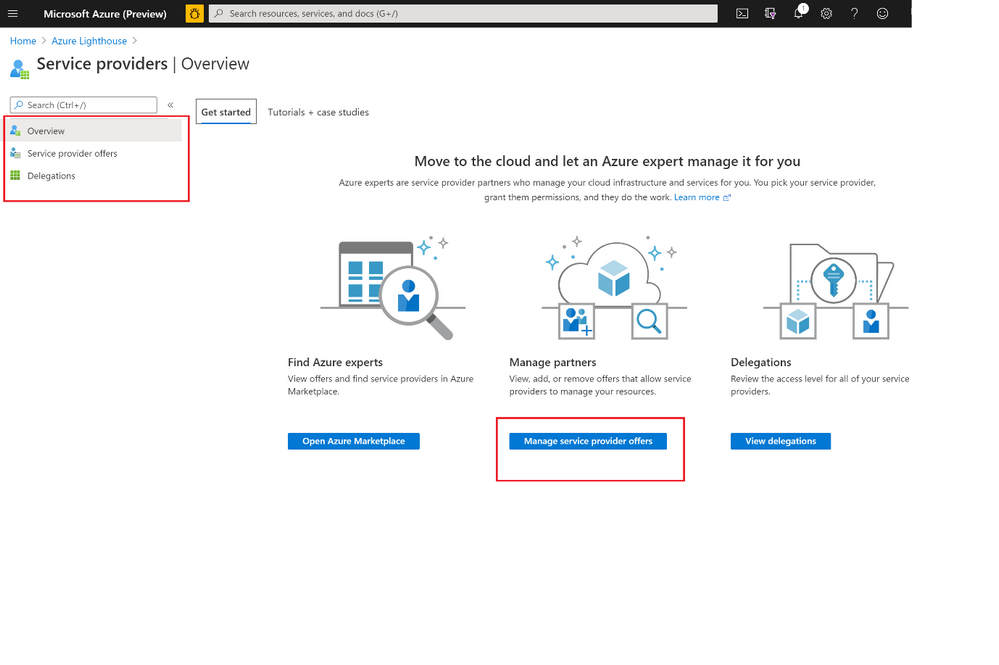 Microsoft Azure (Preview)
Search resources, services, and docs (G+/)
1
?
Home > Azure Lighthouse >
Service providers | Overview
Search (Ctrl+/)
«
Overview
Service provider offers
Delegations
Get started
Tutorials + case studies
Move to the cloud and let an Azure expert manage it for you
Azure experts are service provider partners who manage your cloud infrastructure and services for you. You pick your service provider,
grant them permissions, and they do the work. Learn more
Find Azure experts
View offers and find service providers in Azure
Marketplace.
Open Azure Marketplace
Manage partners
View, add, or remove offers that allow service
providers to manage your resources.
Manage service provider offers
Delegations
Review the access level for all of your service
providers.
View delegations